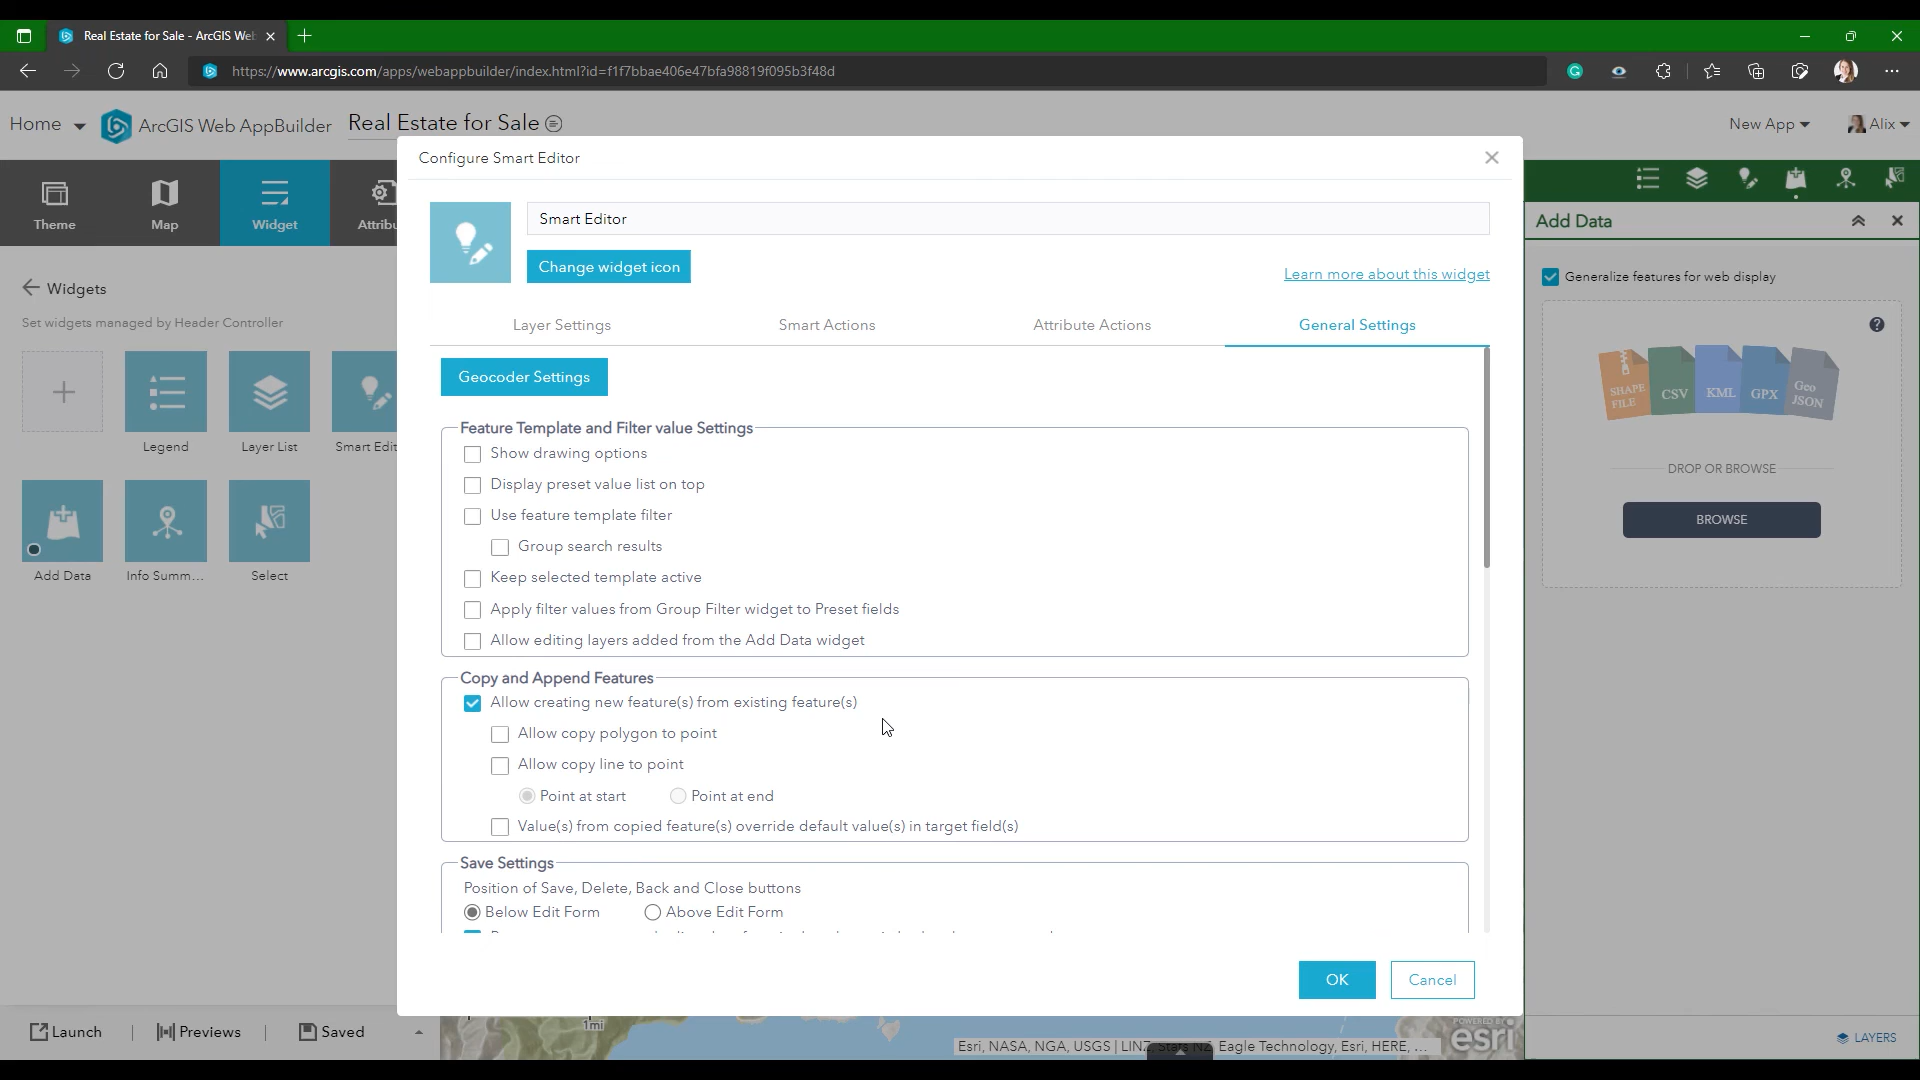 Real Estate for Sale - ArcGIS We
https://www.arcgis.com/apps/webappbuilder/index.html?id=f1f7bbae406e47bfa98819f095b3f48d
Home
ArcGIS Web AppBuilder
Real Estate for Sale
New App
Alix
Theme
Map
Widget
Attribu
Widgets
Set widgets managed by Header Controller
Legend
Layer List
Smart Edit
Add Data
Info Summ...
Select
Launch
Previews
Saved
Configure Smart Editor
Smart Editor
Change widget icon
Learn more about this widget
Layer Settings
Smart Actions
Attribute Actions
General Settings
Geocoder Settings
Feature Template and Filter value Settings
Show drawing options
Display preset value list on top
Use feature template filter
Group search results
Keep selected template active
Apply filter values from Group Filter widget to Preset fields
Allow editing layers added from the Add Data widget
Copy and Append Features
Allow creating new feature(s) from existing feature(s)
Allow copy polygon to point
Allow copy line to point
Point at start
Point at end
Value(s) from copied feature(s) override default value(s) in target field(s)
Save Settings
Position of Save, Delete, Back and Close buttons
Below Edit Form
Above Edit Form
OK
Cancel
Add Data
Generalize features for web display
SHAPE FILE
CSV
KML
GPX
Geo JSON
DROP OR BROWSE
BROWSE
LAYERS
1mi
Esri, NASA, NGA, USGS | LINZ, Stats NZ, Eagle Technology, Esri, HERE, ...
POWERED BY
esri